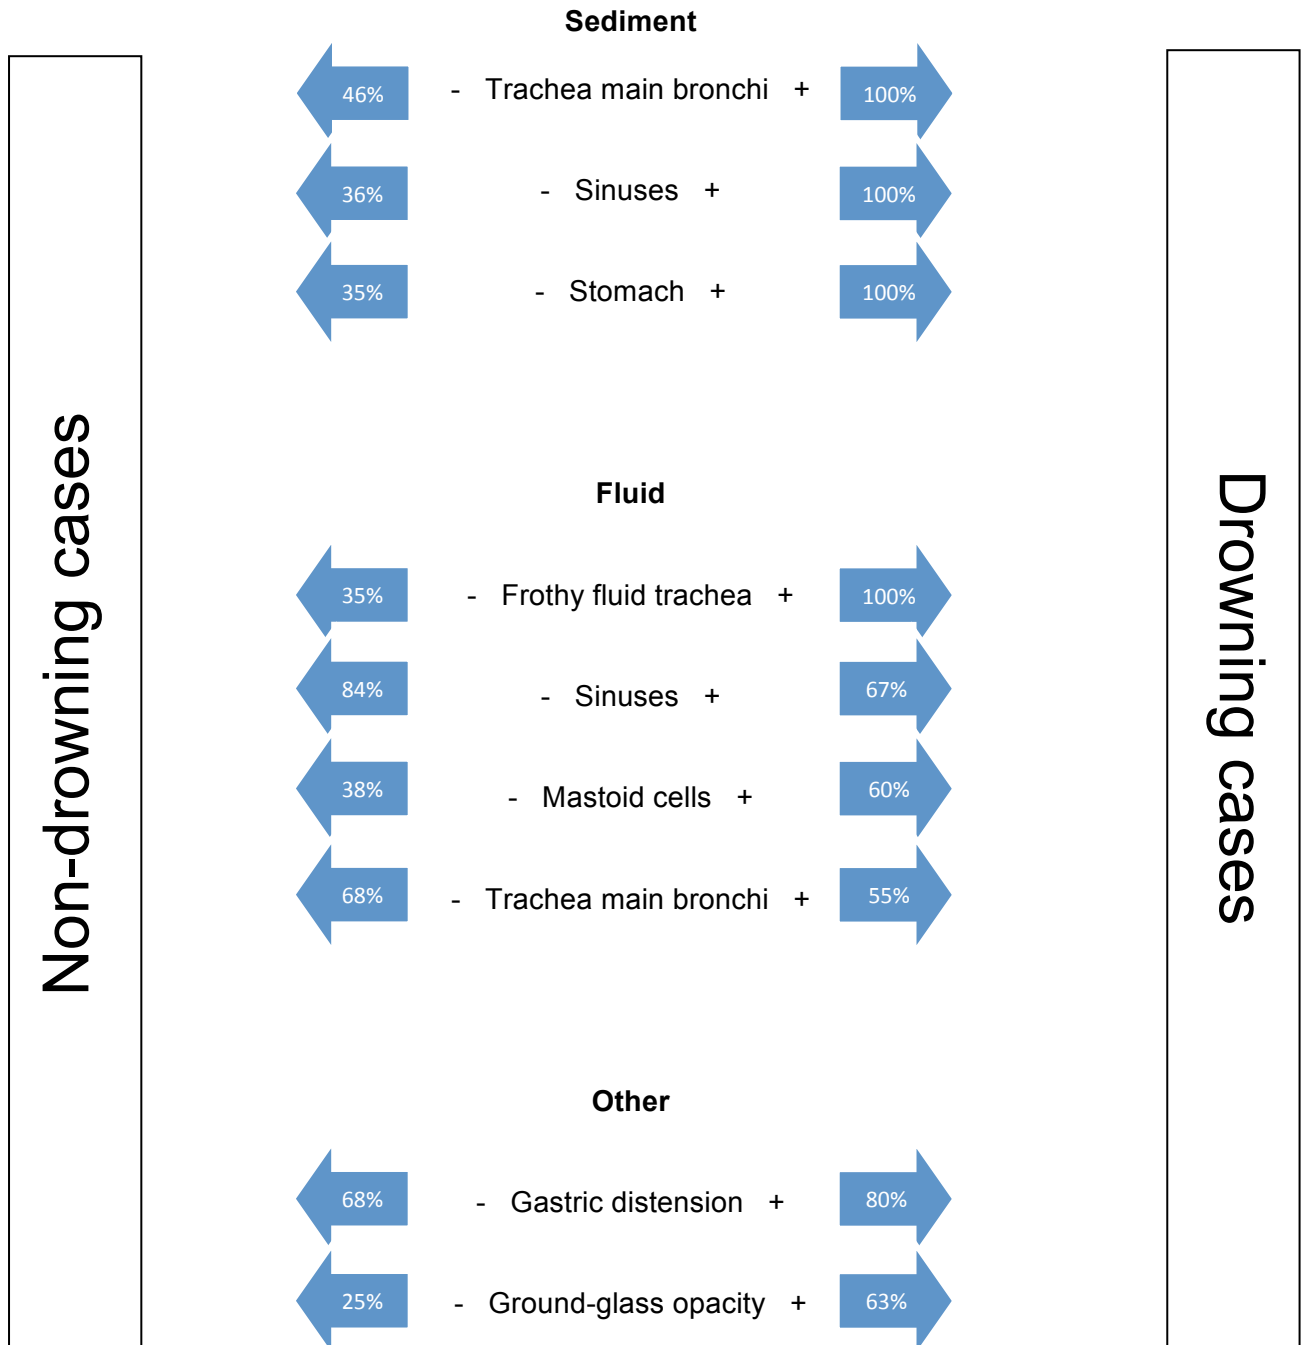 Sediment
46% - Trachea main bronchi + 100%
36% - Sinuses + 100%
35% - Stomach + 100%
Non-drowning cases
Drowning cases
Fluid
35% - Frothy fluid trachea + 100%
84% - Sinuses + 67%
38% - Mastoid cells + 60%
68% - Trachea main bronchi + 55%
Other
68% - Gastric distension + 80%
25% - Ground-glass opacity + 63%